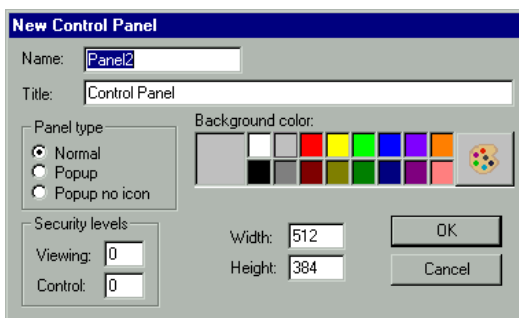 New Control Panel
Name: Panel2
Title: Control Panel
Panel type
Normal
Popup
Popup no icon
Background color:
Security levels
Viewing: 0
Control: 0
Width: 512
Height: 384
OK
Cancel